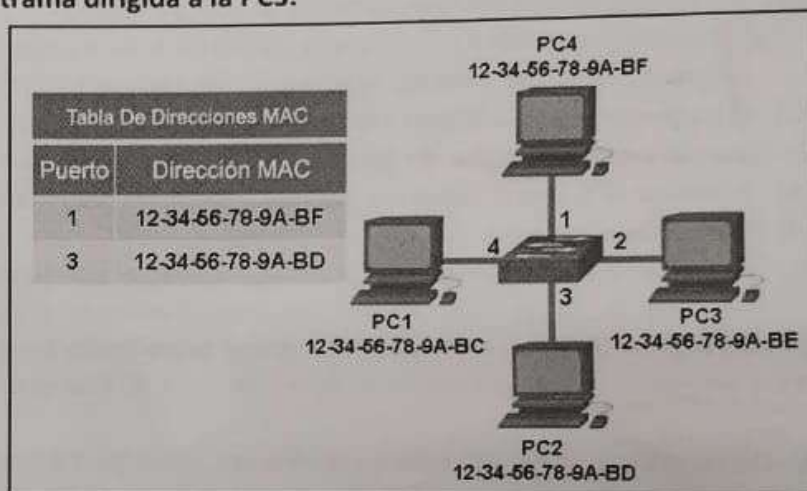 trama dirigida a la PC3.
PC4
12-34-56-78-9A-BF
Tabla De Direcciones MAC
Puerto Dirección MAC
1 12-34-56-78-9A-BF
3 12-34-56-78-9A-BD
1
4
2
3
PC1
12-34-56-78-9A-BC
PC3
12-34-56-78-9A-BE
PC2
12-34-56-78-9A-BD